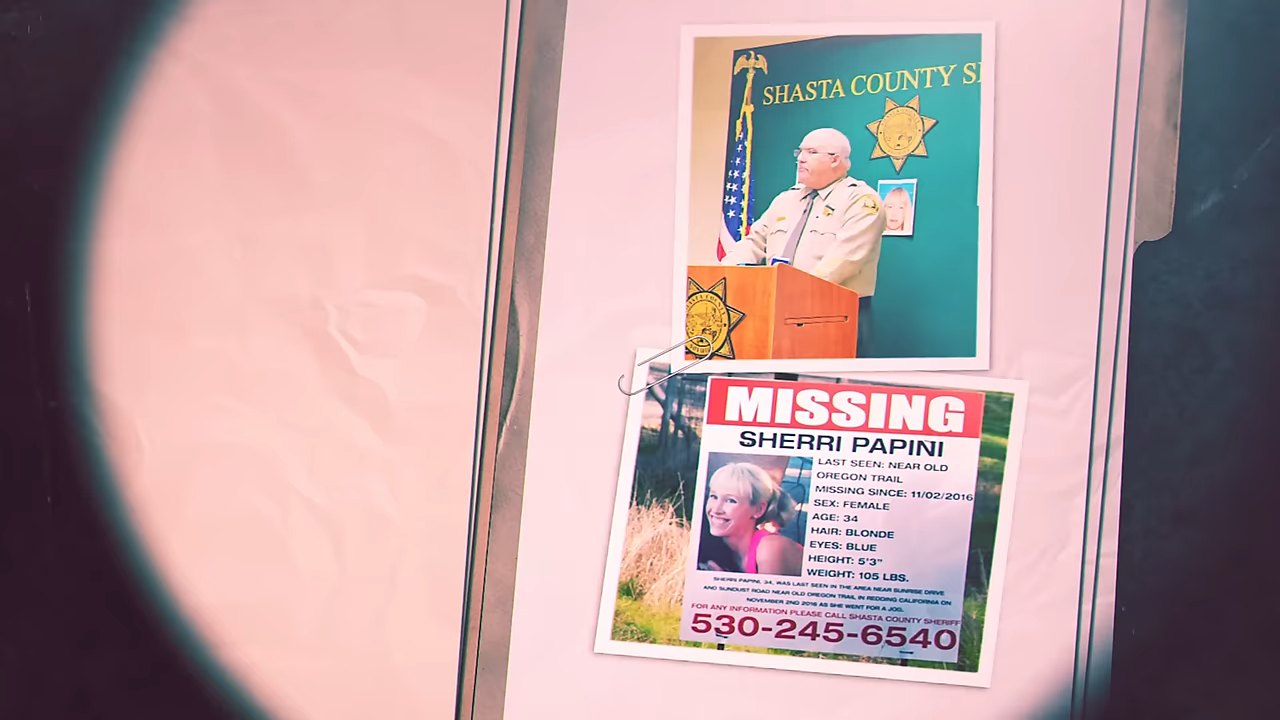 SHASTA COUNTY S
MISSING
SHERRI PAPINI
LAST SEEN: NEAR OLD
OREGON TRAIL
MISSING SINCE: 11/02/2016
SEX: FEMALE
AGE: 34
HAIR: BLONDE
EYES: BLUE
HEIGHT: 5'3"
WEIGHT: 105 LBS.
SHERRI PAPINI, 34, WAS LAST SEEN IN THE AREA NEAR SUNRISE DRIVE
AND SUNDUST ROAD NEAR OLD OREGON TRAIL IN REDDING CALIFORNIA ON
NOVEMBER 2ND 2016 AS SHE WENT FOR A JOG.
FOR ANY INFORMATION PLEASE CALL SHASTA COUNTY SHERIFF
530-245-6540